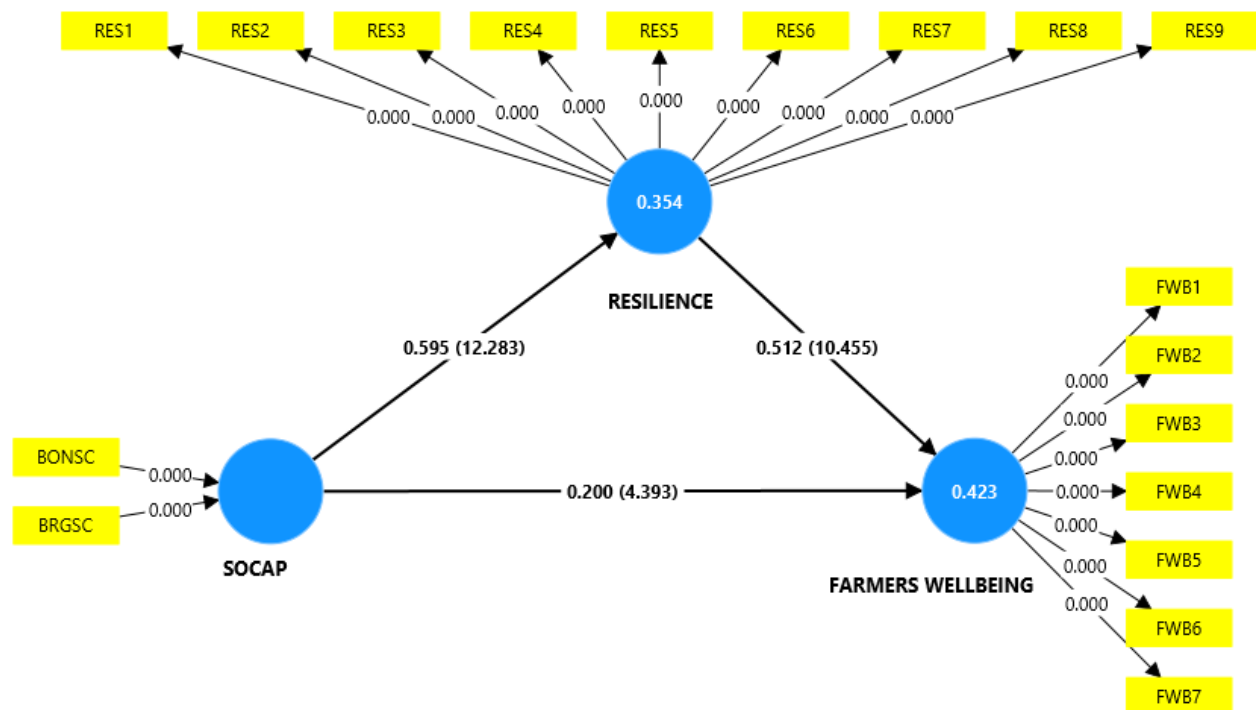 RES1 RES2 RES3 RES4 RES5 RES6 RES7 RES8 RES9
0.000 0.000 0.000 0.000 0.000 0.000 0.000 0.000 0.000
0.354
RESILIENCE
0.595 (12.283)
0.512 (10.455)
BONSC
0.000
BRGSC
0.000
SOCAP
0.200 (4.393)
0.423
FARMERS WELLBEING
FWB1
0.000
FWB2
0.000
FWB3
0.000
FWB4
0.000
FWB5
0.000
FWB6
0.000
FWB7
0.000